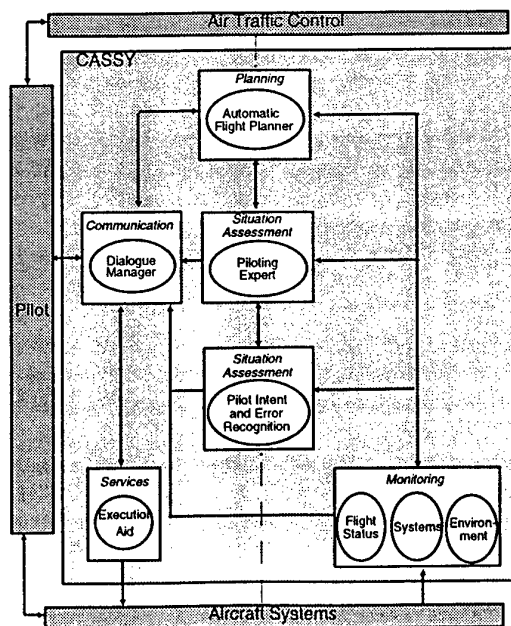 Air Traffic Control
CASSY
Planning
Automatic
Flight Planner
Communication
Dialogue
Manager
Situation
Assessment
Piloting
Expert
Pilot
Situation
Assessment
Pilot Intent
and Error
Recognition
Services
Execution
Aid
Monitoring
Flight
Status
Systems
Environ-
ment
Aircraft Systems